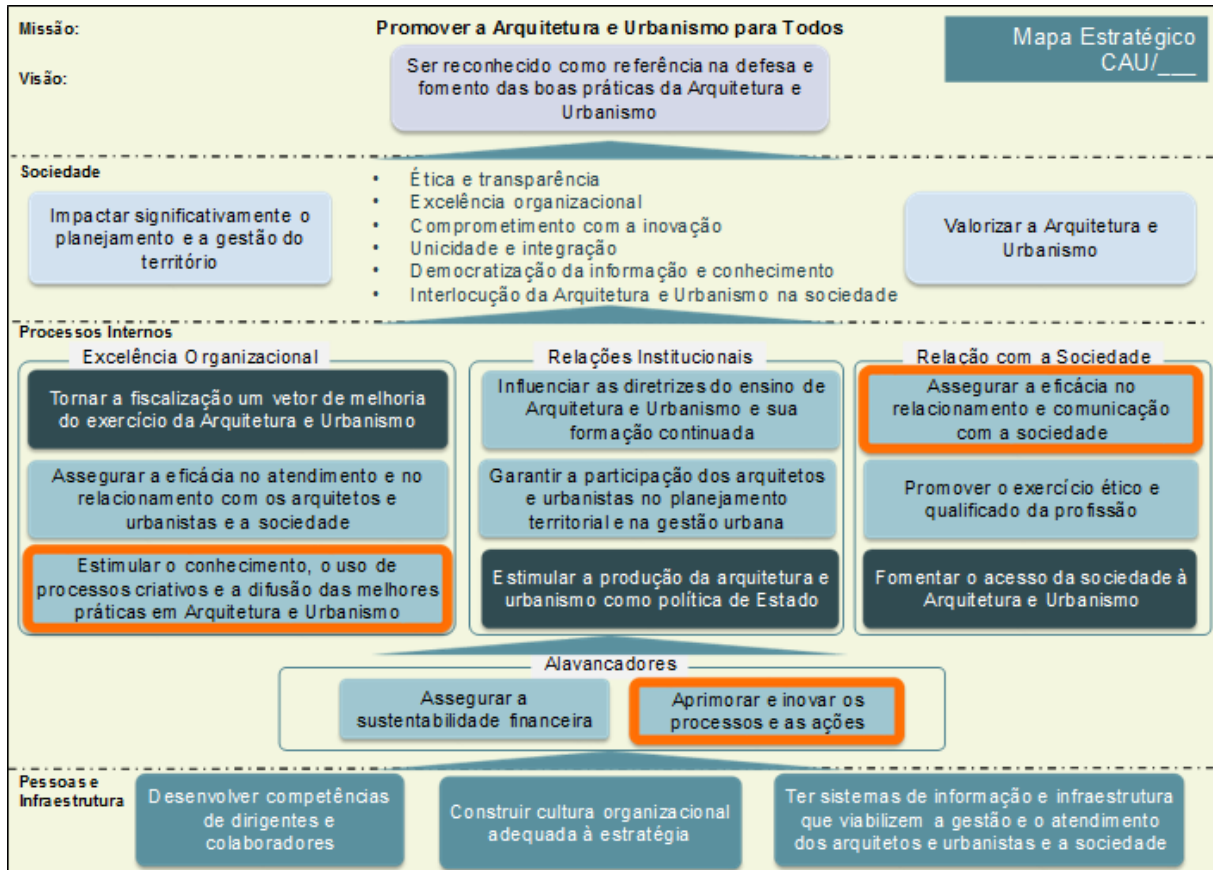 Missão:
Promover a Arquitetura e Urbanismo para Todos
Mapa Estratégico
CAU/___
Visão:
Ser reconhecido como referência na defesa e
fomento das boas práticas da Arquitetura e
Urbanismo
Sociedade
Impactar significativamente o
planejamento e a gestão do
território
• Ética e transparência
• Excelência organizacional
• Comprometimento com a inovação
• Unicidade e integração
• Democratização da informação e conhecimento
• Interlocução da Arquitetura e Urbanismo na sociedade
Valorizar a Arquitetura e
Urbanismo
Processos Internos
Excelência Organizacional
Tornar a fiscalização um vetor de melhoria
do exercício da Arquitetura e Urbanismo
Assegurar a eficácia no atendimento e no
relacionamento com os arquitetos e
urbanistas e a sociedade
Estimular o conhecimento, o uso de
processos criativos e a difusão das melhores
práticas em Arquitetura e Urbanismo
Relações Institucionais
Influenciar as diretrizes do ensino de
Arquitetura e Urbanismo e sua
formação continuada
Garantir a participação dos arquitetos
e urbanistas no planejamento
territorial e na gestão urbana
Estimular a produção da arquitetura e
urbanismo como política de Estado
Relação com a Sociedade
Assegurar a eficácia no
relacionamento e comunicação
com a sociedade
Promover o exercício ético e
qualificado da profissão
Fomentar o acesso da sociedade à
Arquitetura e Urbanismo
Alavancadores
Assegurar a
sustentabilidade financeira
Aprimorar e inovar os
processos e as ações
Pessoas e
Infraestrutura
Desenvolver competências
de dirigentes e
colaboradores
Construir cultura organizacional
adequada à estratégia
Ter sistemas de informação e infraestrutura
que viabilizem a gestão e o atendimento
dos arquitetos e urbanistas e a sociedade